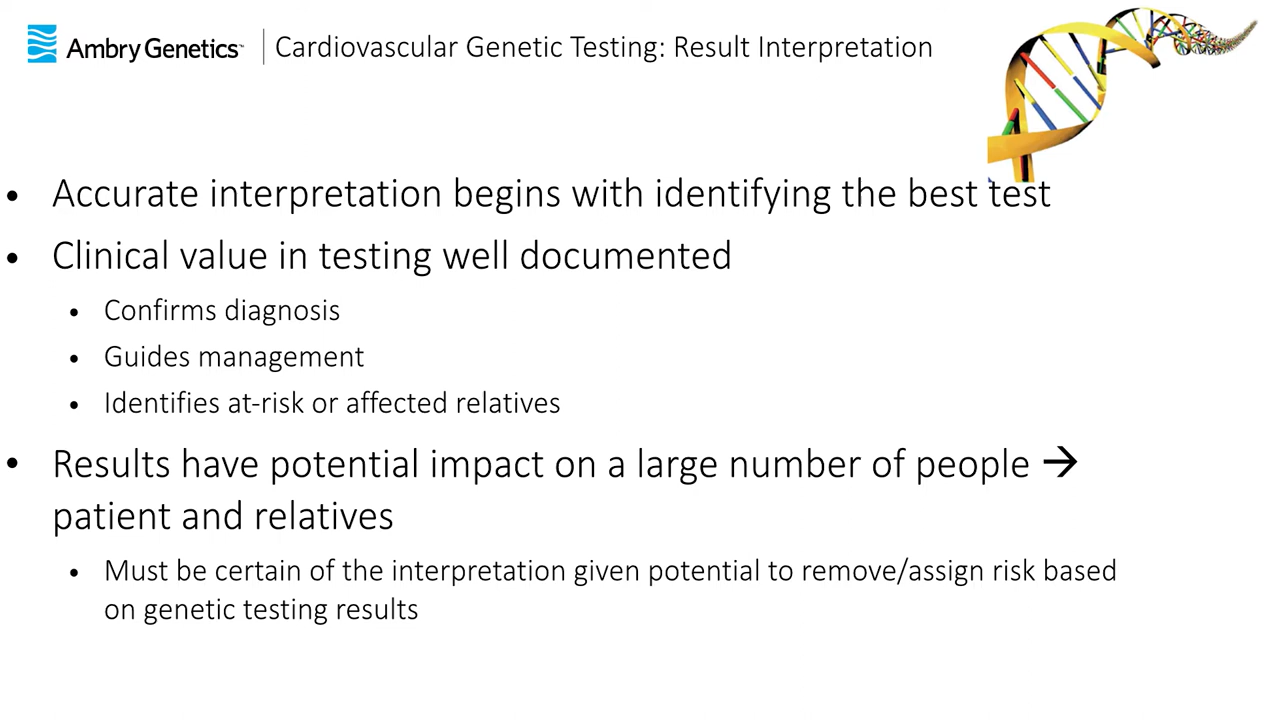 Ambry Genetics™ Cardiovascular Genetic Testing: Result Interpretation
• Accurate interpretation begins with identifying the best test
• Clinical value in testing well documented
• Confirms diagnosis
• Guides management
• Identifies at-risk or affected relatives
• Results have potential impact on a large number of people →
patient and relatives
• Must be certain of the interpretation given potential to remove/assign risk based
on genetic testing results